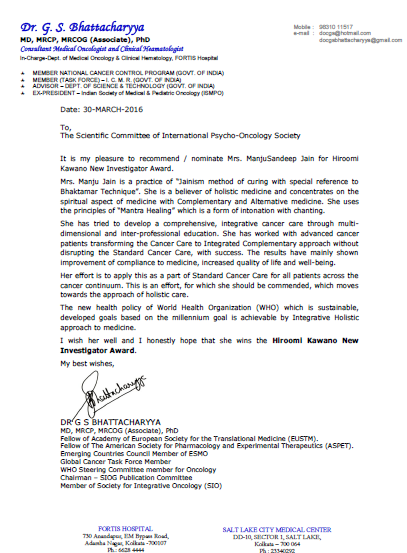 Dr. G. S. Bhattacharyya
MD, MRCP, MRCOG (Associate), PhD
Consultant Medical Oncologist and Clinical Haematologist
In-Charge-Dept. of Medical Oncology & Clinical Hematology, FORTIS Hospital
Mobile : 98310 11517
e-mail : docgs@hotmail.com
docgsbhattacharyya@gmail.com
MEMBER NATIONAL CANCER CONTROL PROGRAM (GOVT. OF INDIA)
MEMBER (TASK FORCE) – I. C. M. R. (GOVT. OF INDIA)
ADVISOR – DEPT. OF SCIENCE & TECHNOLOGY (GOVT. OF INDIA)
EX-PRESIDENT – Indian Society of Medical & Pediatric Oncology (ISMPO)
Date: 30-MARCH-2016
To,
The Scientific Committee of International Psycho-Oncology Society
It is my pleasure to recommend / nominate Mrs. ManjuSandeep Jain for Hiroomi
Kawano New Investigator Award.
Mrs. Manju Jain is a practice of "Jainism method of curing with special reference to
Bhaktamar Technique". She is a believer of holistic medicine and concentrates on the
spiritual aspect of medicine with Complementary and Alternative medicine. She uses
the principles of "Mantra Healing" which is a form of intonation with chanting.
She has tried to develop a comprehensive, integrative cancer care through multi-
dimensional and inter-professional education. She has worked with advanced cancer
patients transforming the Cancer Care to Integrated Complementary approach without
disrupting the Standard Cancer Care, with success. The results have mainly shown
improvement of compliance to medicine, increased quality of life and well-being.
Her effort is to apply this as a part of Standard Cancer Care for all patients across the
cancer continuum. This is an effort, for which she should be commended, which moves
towards the approach of holistic care.
The new health policy of World Health Organization (WHO) which is sustainable,
developed goals based on the millennium goal is achievable by Integrative Holistic
approach to medicine.
I wish her well and I honestly hope that she wins the Hiroomi Kawano New
Investigator Award.
My best wishes,
DR G S BHATTACHARYYA
MD, MRCP, MRCOG (Associate), PhD
Fellow of Academy of European Society for the Translational Medicine (EUSTM).
Fellow of The American Society for Pharmacology and Experimental Therapeutics (ASPET).
Emerging Countries Council Member of ESMO
Global Cancer Task Force Member
WHO Steering Committee member for Oncology
Chairman – SIOG Publication Committee
Member of Society for Integrative Oncology (SIO)
FORTIS HOSPITAL
730 Anandapur, EM Bypass Road,
Adarsha Nagar, Kolkata -700107
Ph.: 6628 4444
SALT LAKE CITY MEDICAL CENTER
DD-10, SECTOR 1, SALT LAKE,
Kolkata – 700 064
Ph : 23340292